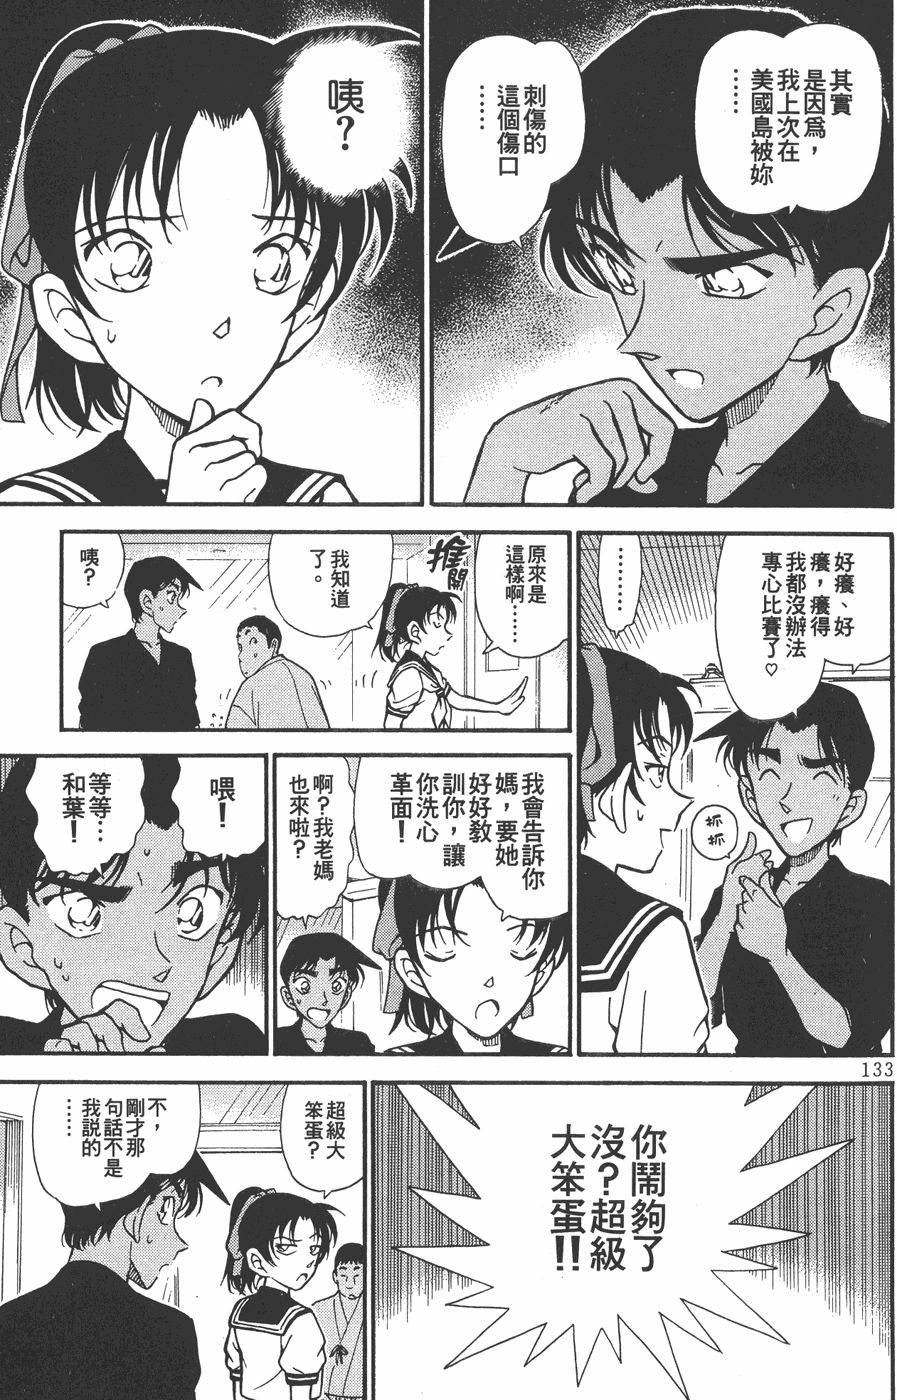 其實
是因為，
我上次在
美國島被妳
……
刺傷的
這個傷口
……
咦？
好癢、好
癢，癢得
我都沒辦法
專心比賽了♡
抓
抓
……
原來是
這樣啊……
推開
我知道
了。
咦？
我會告訴你
媽，要她
好好教
訓你，讓
你洗心
革面！
啊？我老媽
也來啦？
喂！
等等…
和葉！
133
你鬧夠了
沒？超級
大笨蛋!!
超級大
笨蛋？
不，
剛才那
句話不是
我說的
……